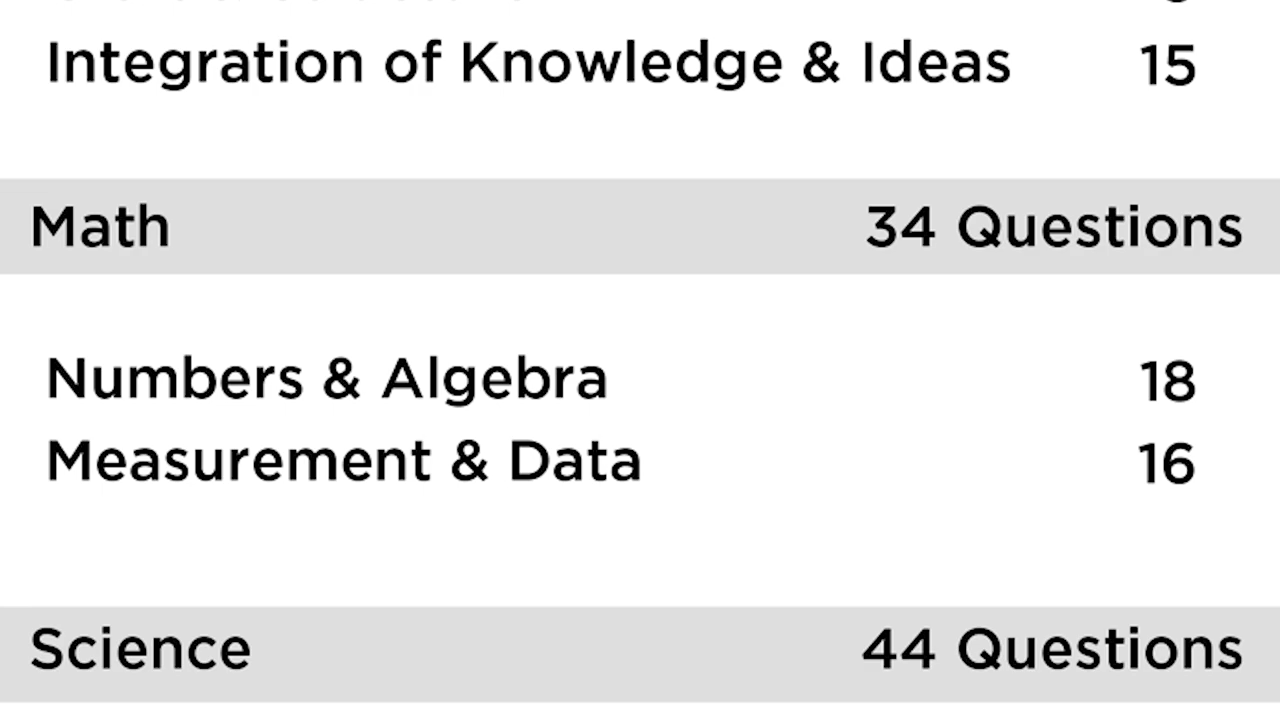 Integration of Knowledge & Ideas 15
Math 34 Questions
Numbers & Algebra 18
Measurement & Data 16
Science 44 Questions